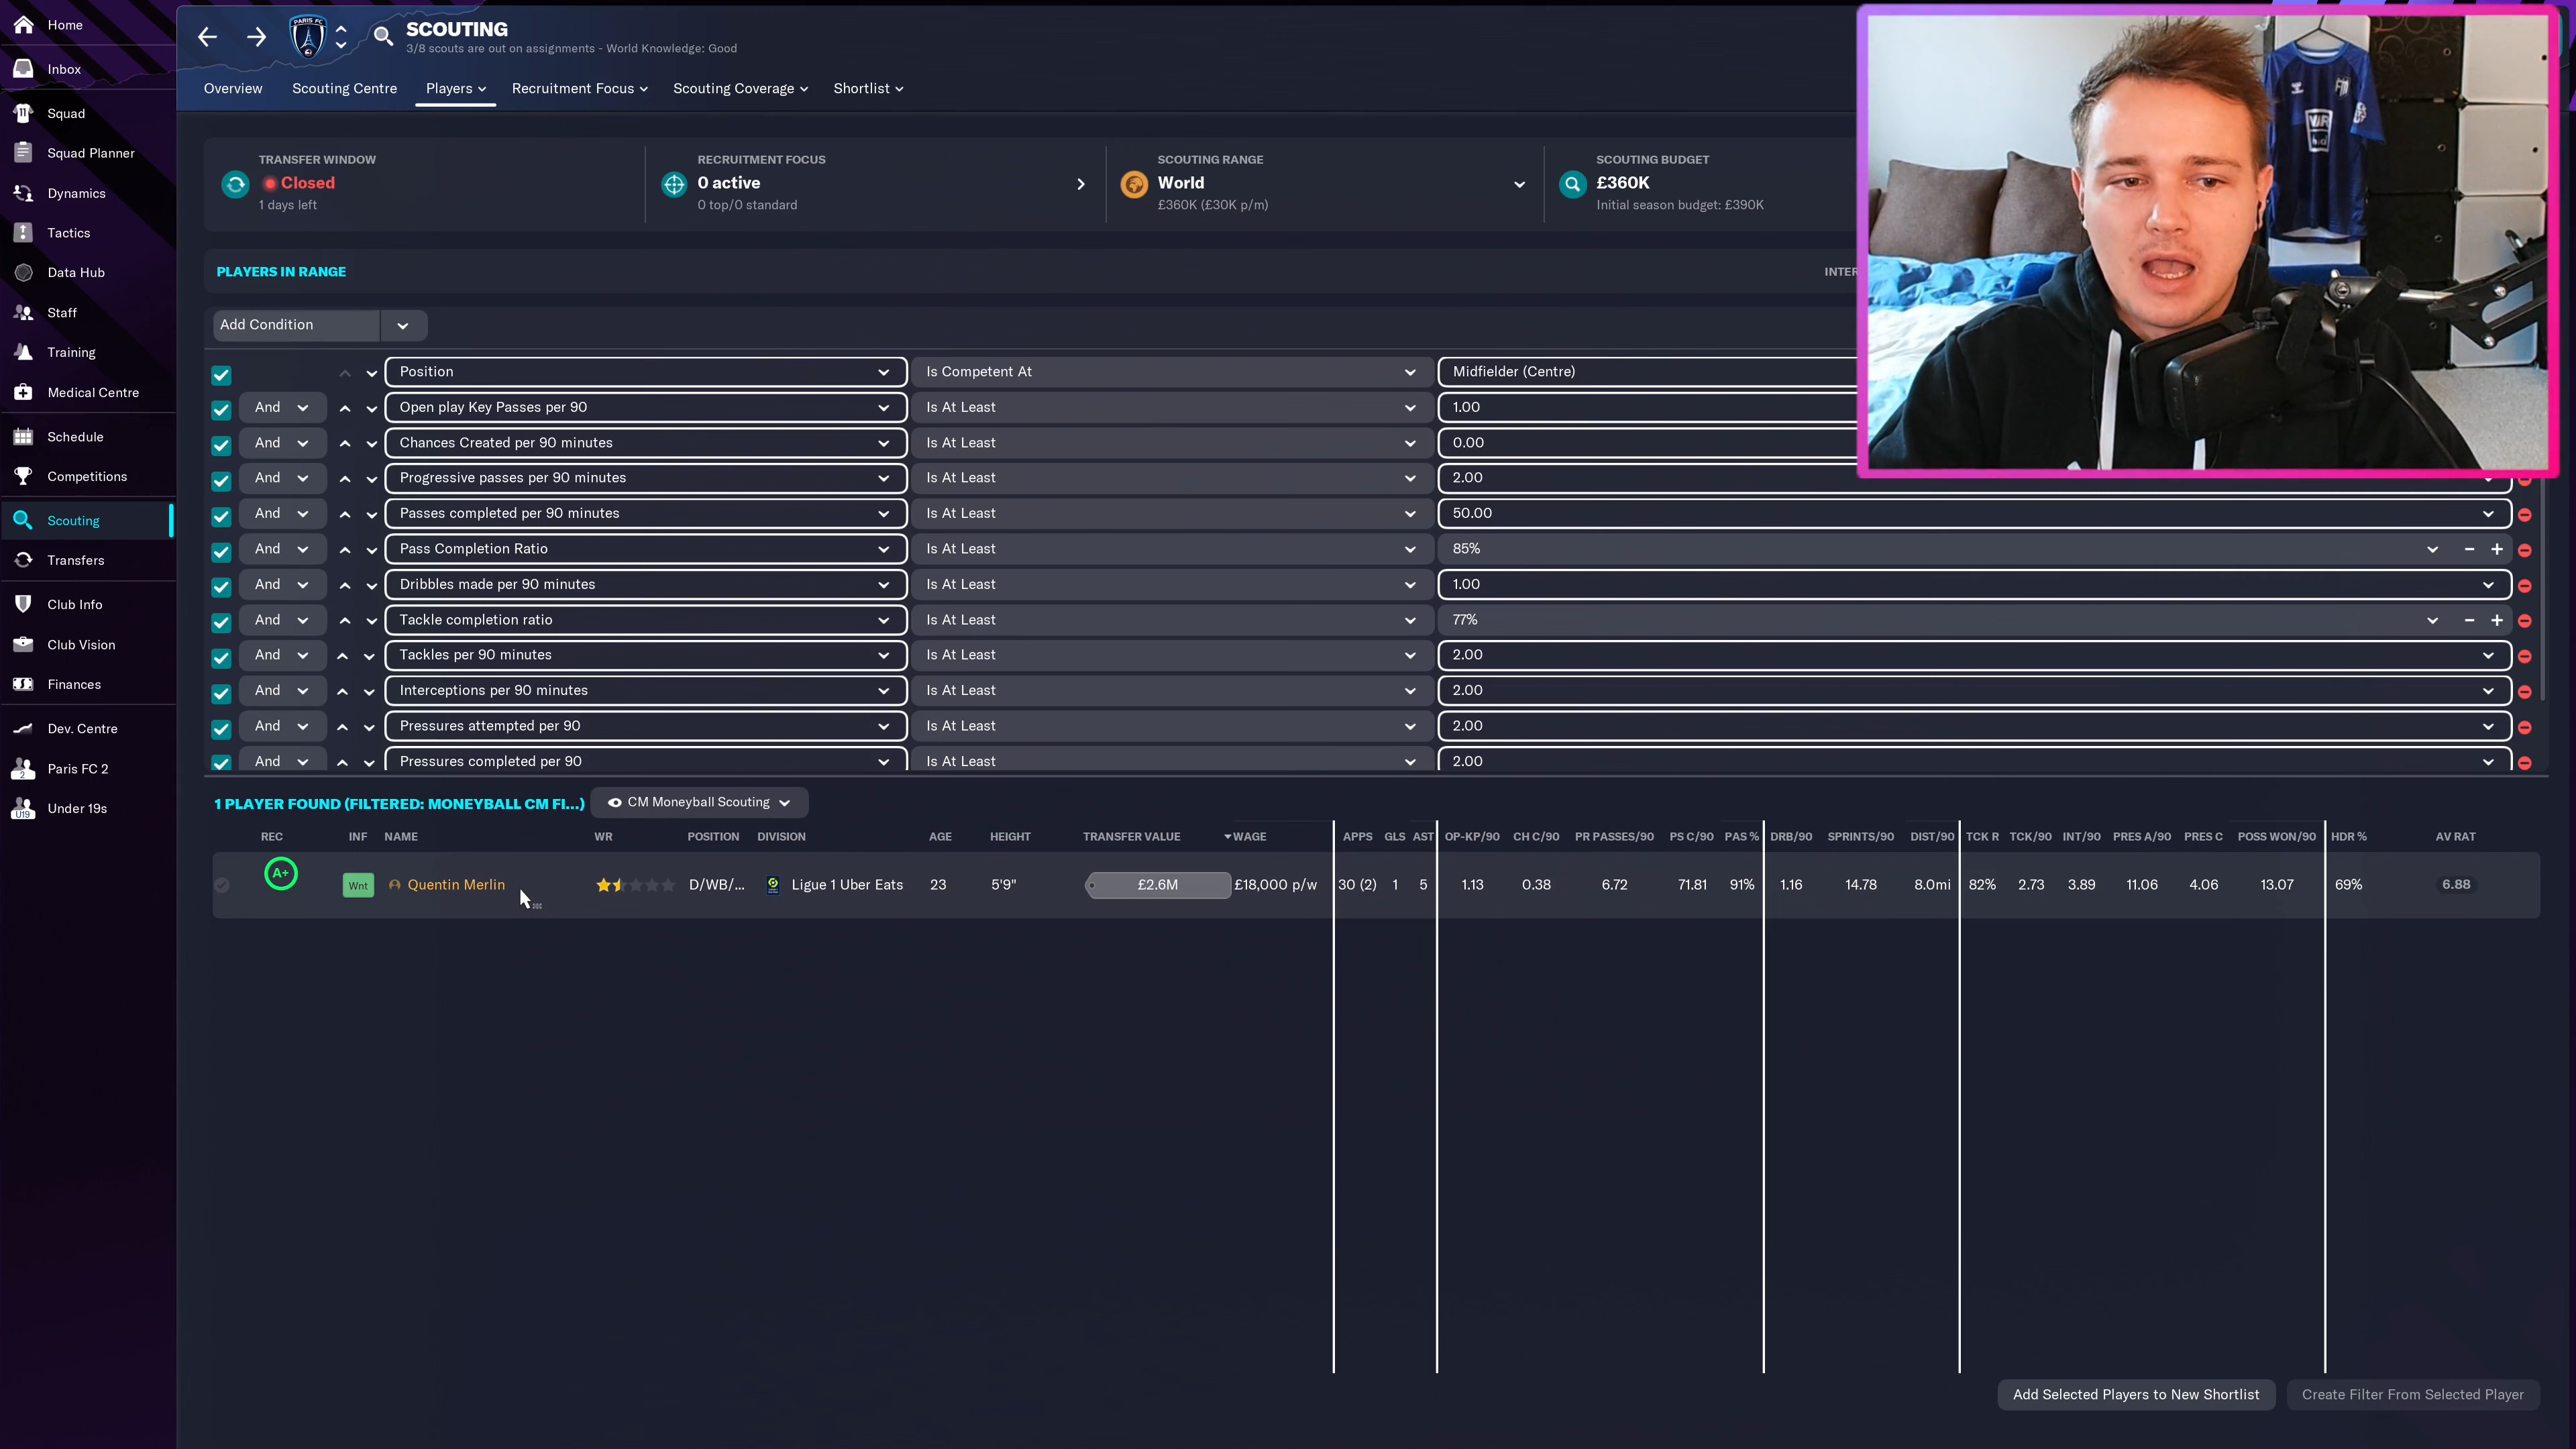 Home
Inbox
Squad
Squad Planner
Dynamics
Tactics
Data Hub
Staff
Training
Medical Centre
Schedule
Competitions
Scouting
Transfers
Club Info
Club Vision
Finances
Dev. Centre
Paris FC 2
Under 19s
PARIS FC
SCOUTING
3/8 scouts are out on assignments - World Knowledge: Good
Overview Scouting Centre Players Recruitment Focus Scouting Coverage Shortlist
TRANSFER WINDOW
Closed
1 days left
RECRUITMENT FOCUS
0 active
0 top/0 standard
SCOUTING RANGE
World
£360K (£30K p/m)
SCOUTING BUDGET
£360K
Initial season budget: £390K
PLAYERS IN RANGE INTER
Add Condition
Position Is Competent At Midfielder (Centre)
And Open play Key Passes per 90 Is At Least 1.00
And Chances Created per 90 minutes Is At Least 0.00
And Progressive passes per 90 minutes Is At Least 2.00
And Passes completed per 90 minutes Is At Least 50.00
And Pass Completion Ratio Is At Least 85%
And Dribbles made per 90 minutes Is At Least 1.00
And Tackle completion ratio Is At Least 77%
And Tackles per 90 minutes Is At Least 2.00
And Interceptions per 90 minutes Is At Least 2.00
And Pressures attempted per 90 Is At Least 2.00
And Pressures completed per 90 Is At Least 2.00
1 PLAYER FOUND (FILTERED: MONEYBALL CM FI...) CM Moneyball Scouting
REC INF NAME WR POSITION DIVISION AGE HEIGHT TRANSFER VALUE WAGE APPS GLS AST OP-KP/90 CH C/90 PR PASSES/90 PS C/90 PAS % DRB/90 SPRINTS/90 DIST/90 TCK R TCK/90 INT/90 PRES A/90 PRES C POSS WON/90 HDR % AV RAT
A+ Wnt Quentin Merlin D/WB/... Ligue 1 Uber Eats 23 5'9" £2.6M £18,000 p/w 30 (2) 1 5 1.13 0.38 6.72 71.81 91% 1.16 14.78 8.0mi 82% 2.73 3.89 11.06 4.06 13.07 69% 6.88
Add Selected Players to New Shortlist Create Filter From Selected Player